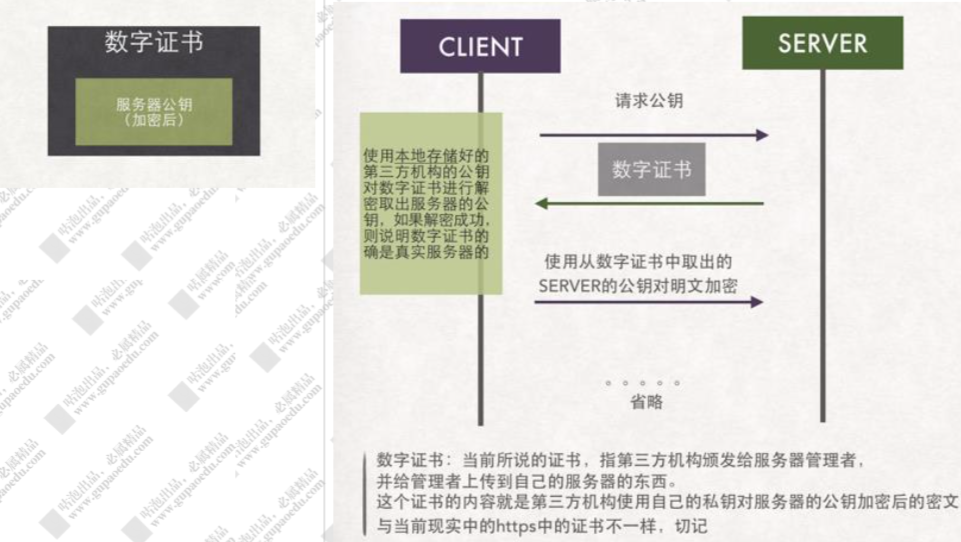 数字证书
服务器公钥
（加密后）
CLIENT
SERVER
请求公钥
数字证书
使用本地存储好的
第三方机构的公钥
对数字证书进行解
密取出服务器的公
钥，如果解密成功，
则说明数字证书的
确是真实服务器的
使用从数字证书中取出的
SERVER的公钥对明文加密
。。。。。
省略
数字证书：当前所说的证书，指第三方机构颁发给服务器管理者，
并给管理者上传到自己的服务器的东西。
这个证书的内容就是第三方机构使用自己的私钥对服务器的公钥加密后的密文
与当前现实中的https中的证书不一样，切记
咕泡出品，必属精品
www.gupaoedu.com